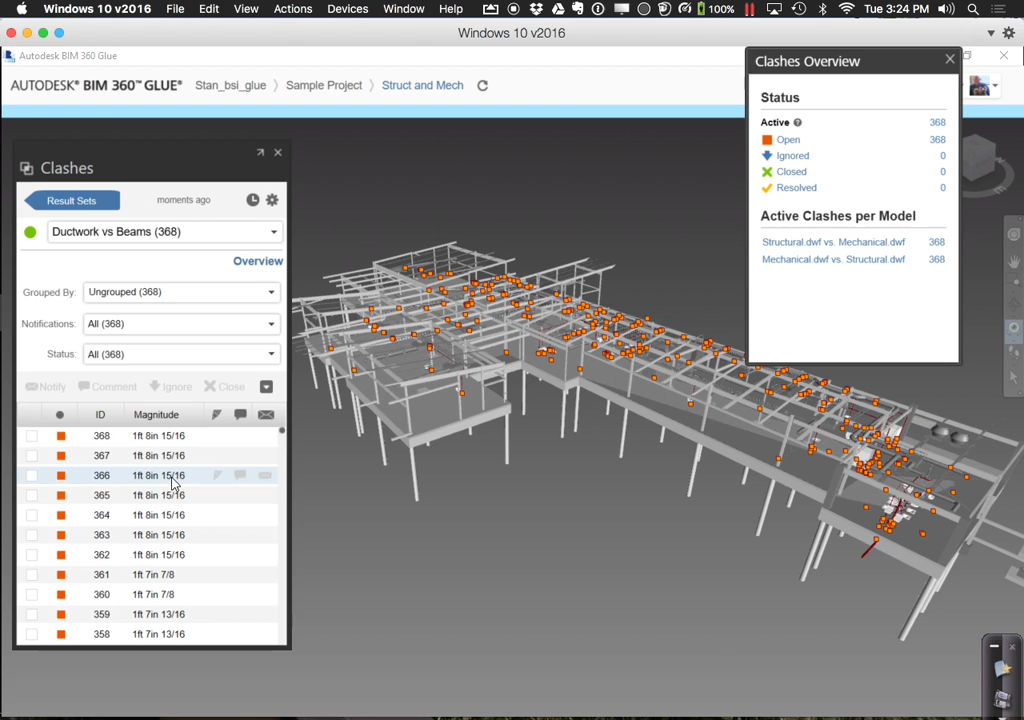 Windows 10 v2016 File Edit View Actions Devices Window Help 100% Tue 3:24 PM
Windows 10 v2016
Autodesk BIM 360 Glue
AUTODESK® BIM 360™ GLUE® Stan_bsi_glue Sample Project Struct and Mech
Clashes Overview
Status
Active 368
Open 368
Ignored 0
Closed 0
Resolved 0
Active Clashes per Model
Structural.dwf vs. Mechanical.dwf 368
Mechanical.dwf vs. Structural.dwf 368
Clashes
Result Sets moments ago
Ductwork vs Beams (368)
Overview
Grouped By: Ungrouped (368)
Notifications: All (368)
Status: All (368)
Notify Comment Ignore Close
ID Magnitude
368 1ft 8in 15/16
367 1ft 8in 15/16
366 1ft 8in 15/16
365 1ft 8in 15/16
364 1ft 8in 15/16
363 1ft 8in 15/16
362 1ft 8in 15/16
361 1ft 7in 7/8
360 1ft 7in 7/8
359 1ft 7in 13/16
358 1ft 7in 13/16